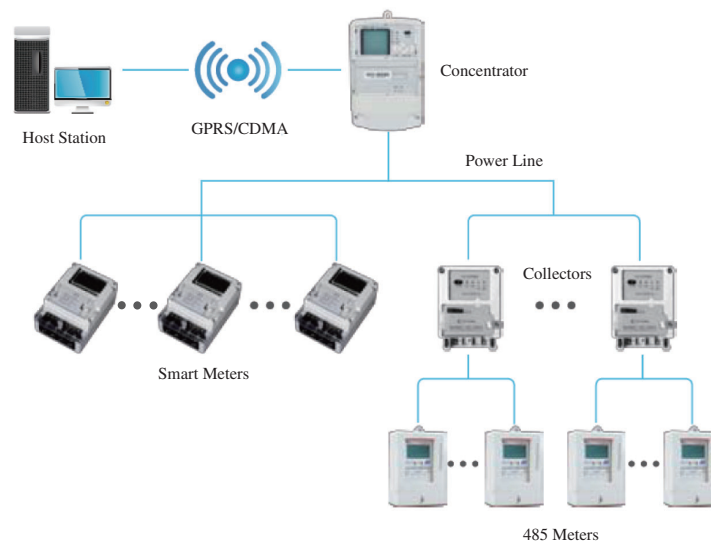 Concentrator
Host Station
GPRS/CDMA
Power Line
Collectors
Smart Meters
485 Meters